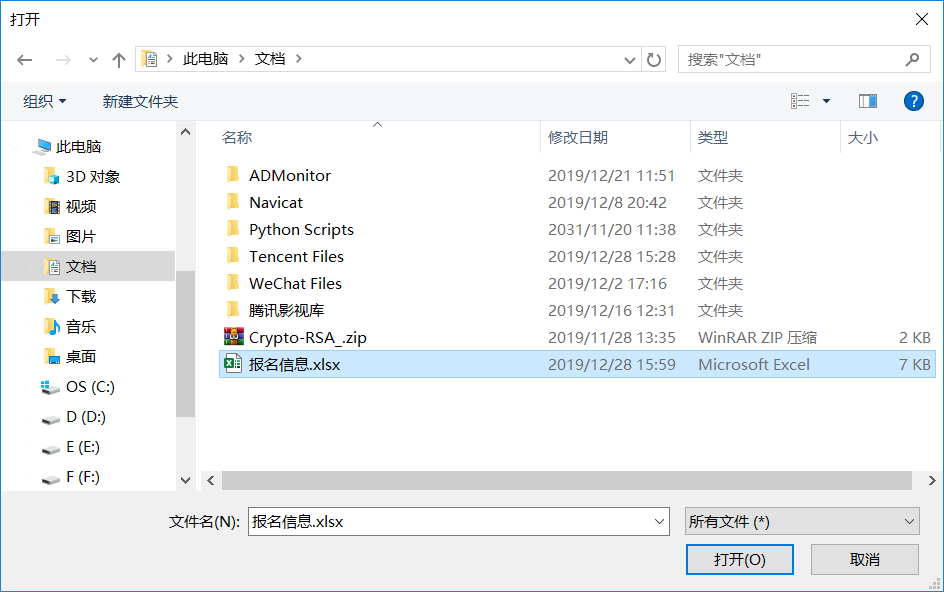 打开
此电脑 > 文档 >
搜索"文档"
组织 新建文件夹
名称 修改日期 类型 大小
此电脑
3D 对象
视频
图片
文档
下载
音乐
桌面
OS (C:)
D (D:)
E (E:)
F (F:)
ADMonitor 2019/12/21 11:51 文件夹
Navicat 2019/12/8 20:42 文件夹
Python Scripts 2031/11/20 11:38 文件夹
Tencent Files 2019/12/28 15:28 文件夹
WeChat Files 2019/12/2 17:16 文件夹
腾讯影视库 2019/12/16 12:31 文件夹
Crypto-RSA_.zip 2019/11/28 13:35 WinRAR ZIP 压缩 2 KB
报名信息.xlsx 2019/12/28 15:59 Microsoft Excel 7 KB
文件名(N): 报名信息.xlsx 所有文件 (*)
打开(O) 取消